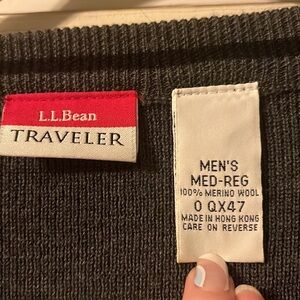 L.L.Bean
TRAVELER
MEN'S
MED-REG
100% MERINO WOOL
0 QX47
MADE IN HONG KONG
CARE ON REVERSE